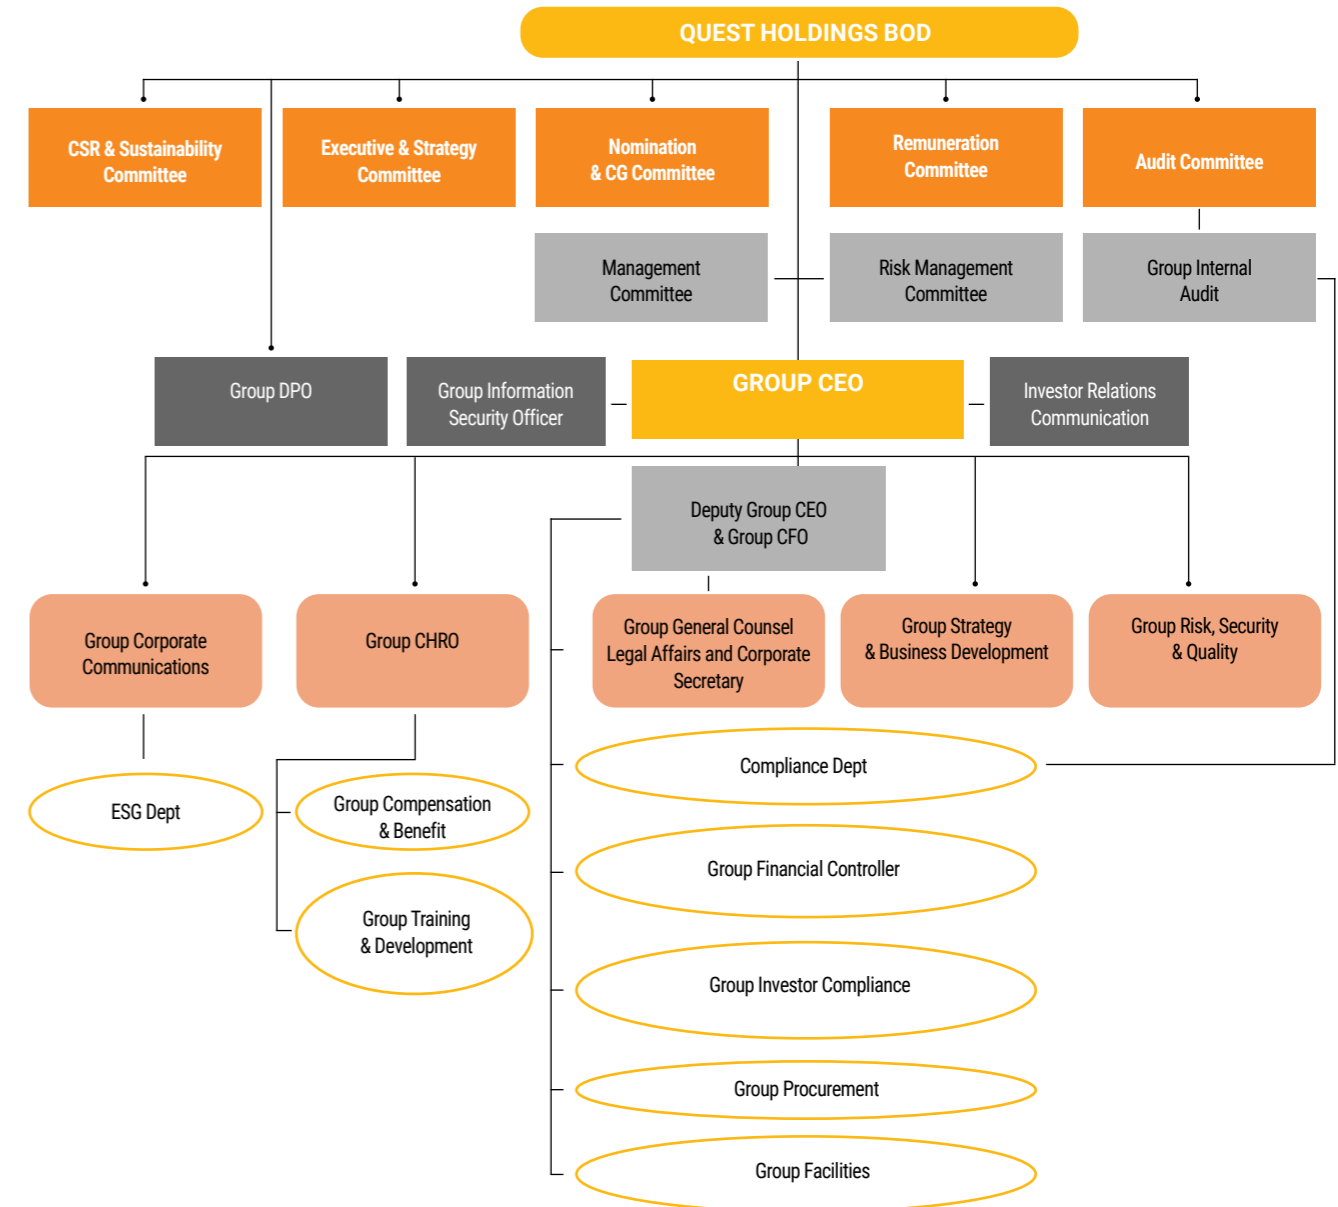 QUEST HOLDINGS BOD
CSR & Sustainability
Committee
Executive & Strategy
Committee
Nomination
& CG Committee
Remuneration
Committee
Audit Committee
Management
Committee
Risk Management
Committee
Group Internal
Audit
Group DPO
Group Information
Security Officer
GROUP CEO
Investor Relations
Communication
Deputy Group CEO
& Group CFO
Group Corporate
Communications
Group CHRO
Group General Counsel
Legal Affairs and Corporate
Secretary
Group Strategy
& Business Development
Group Risk, Security
& Quality
ESG Dept
Group Compensation
& Benefit
Group Training
& Development
Compliance Dept
Group Financial Controller
Group Investor Compliance
Group Procurement
Group Facilities